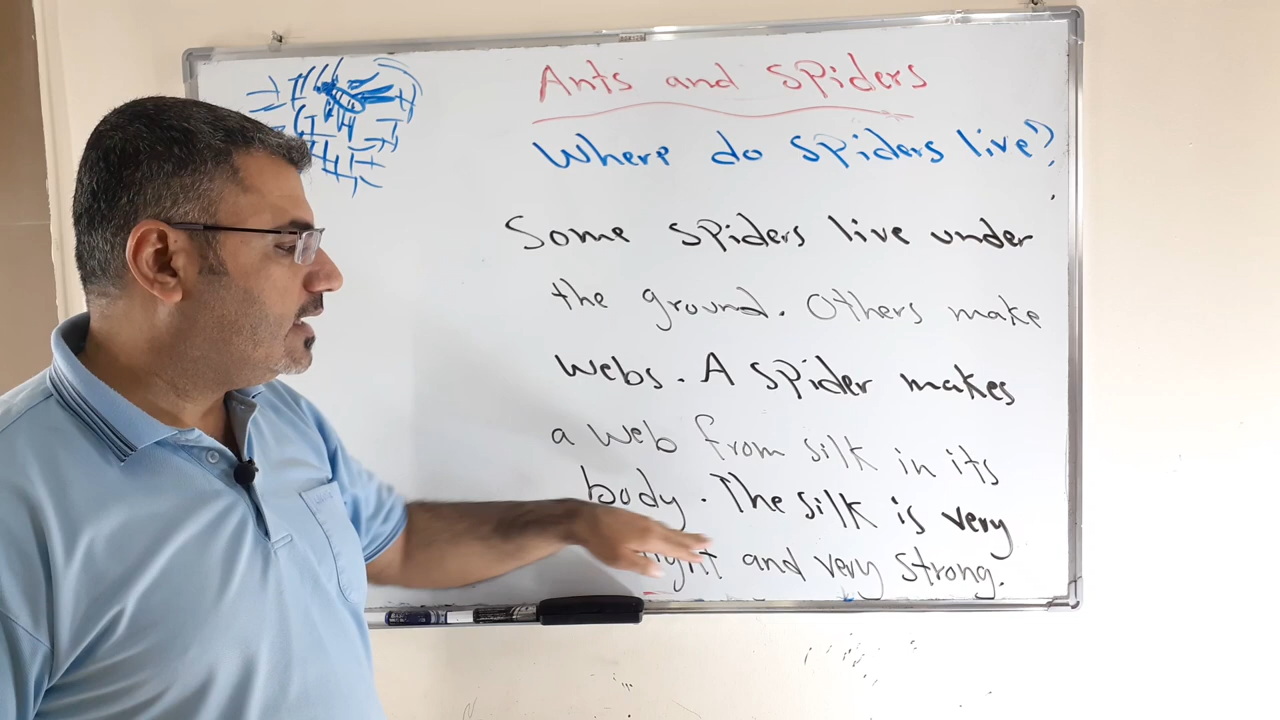 Ants and Spiders
Where do spiders live?
Some spiders live under
the ground. Others make
webs. A spider makes
a web from silk in its
body. The silk is very
light and very strong.